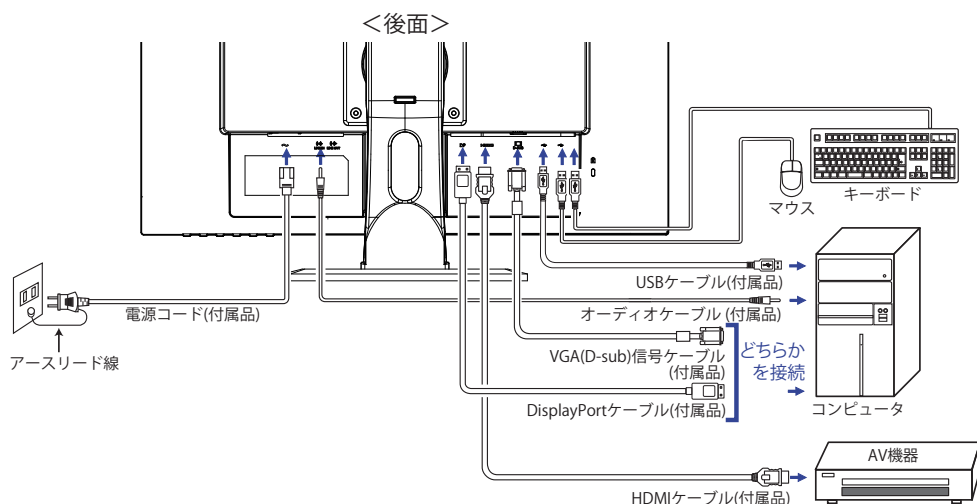 ＜後面＞
DP
HDMI
キーボード
マウス
USBケーブル(付属品)
電源コード(付属品)
オーディオケーブル (付属品)
アースリード線
VGA(D-sub)信号ケーブル
(付属品)
どちらか
を接続
DisplayPortケーブル(付属品)
コンピュータ
AV機器
HDMIケーブル(付属品)